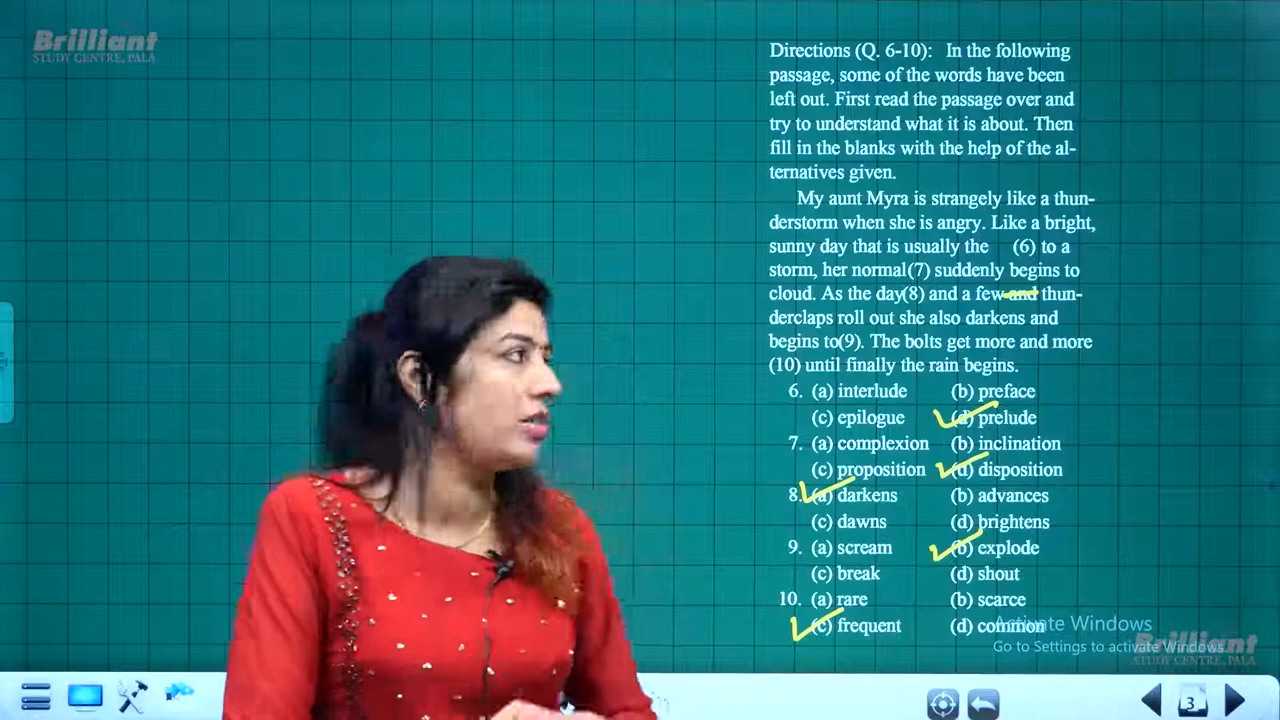 Brilliant
STUDY CENTRE, PALA
Directions (Q. 6-10): In the following
passage, some of the words have been
left out. First read the passage over and
try to understand what it is about. Then
fill in the blanks with the help of the al-
ternatives given.
My aunt Myra is strangely like a thun-
derstorm when she is angry. Like a bright,
sunny day that is usually the (6) to a
storm, her normal(7) suddenly begins to
cloud. As the day(8) and a few and thun-
derclaps roll out she also darkens and
begins to(9). The bolts get more and more
(10) until finally the rain begins.
6. (a) interlude (b) preface
(c) epilogue (d) prelude
7. (a) complexion (b) inclination
(c) proposition (d) disposition
8. (a) darkens (b) advances
(c) dawns (d) brightens
9. (a) scream (b) explode
(c) break (d) shout
10. (a) rare (b) scarce
(c) frequent (d) common
Activate Windows
Go to Settings to activate Windows.
Brilliant
STUDY CENTRE, PALA
3